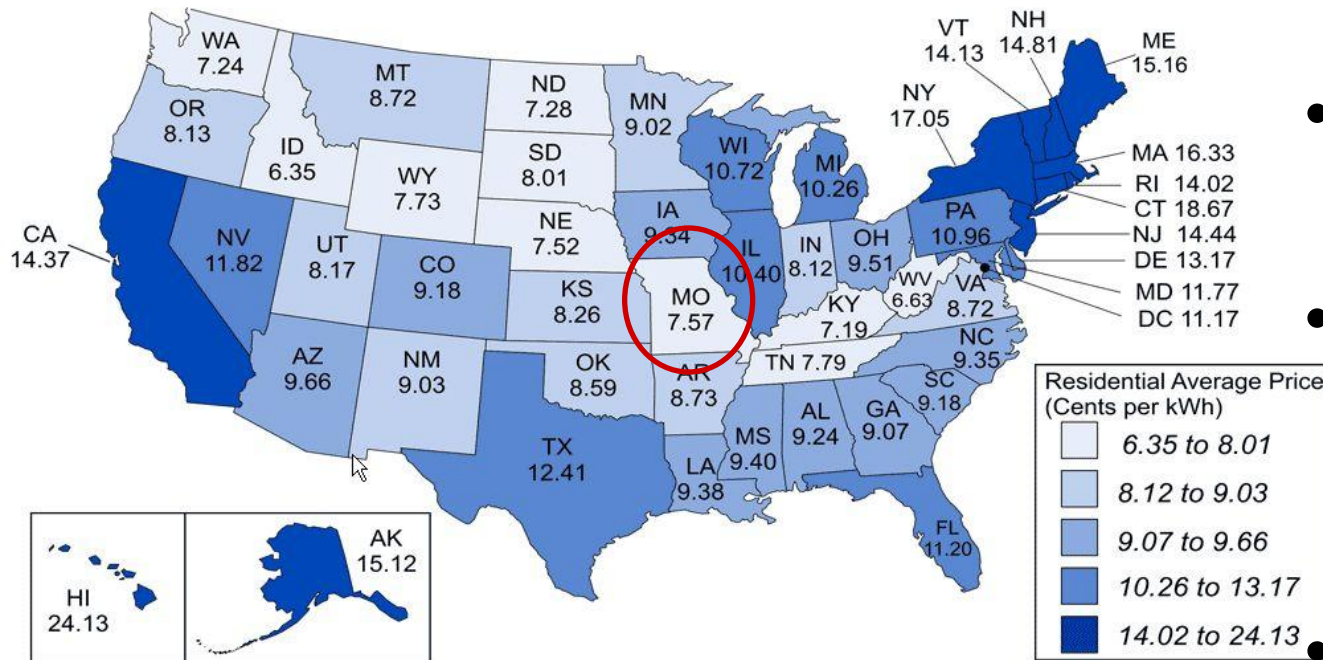 WA
7.24
OR
8.13
CA
14.37
ID
6.35
NV
11.82
MT
8.72
WY
7.73
UT
8.17
AZ
9.66
CO
9.18
NM
9.03
ND
7.28
SD
8.01
NE
7.52
KS
8.26
OK
8.59
TX
12.41
MN
9.02
IA
9.34
MO
7.57
AR
8.73
LA
9.38
WI
10.72
IL
10.40
MI
10.26
IN
8.12
OH
9.51
KY
7.19
TN 7.79
MS
9.40
AL
9.24
GA
9.07
FL
11.20
SC
9.18
NC
9.35
VA
8.72
WV
6.63
PA
10.96
NY
17.05
VT
14.13
NH
14.81
ME
15.16
MA 16.33
RI 14.02
CT 18.67
NJ 14.44
DE 13.17
MD 11.77
DC 11.17
HI
24.13
AK
15.12
Residential Average Price
(Cents per kWh)
6.35 to 8.01
8.12 to 9.03
9.07 to 9.66
10.26 to 13.17
14.02 to 24.13